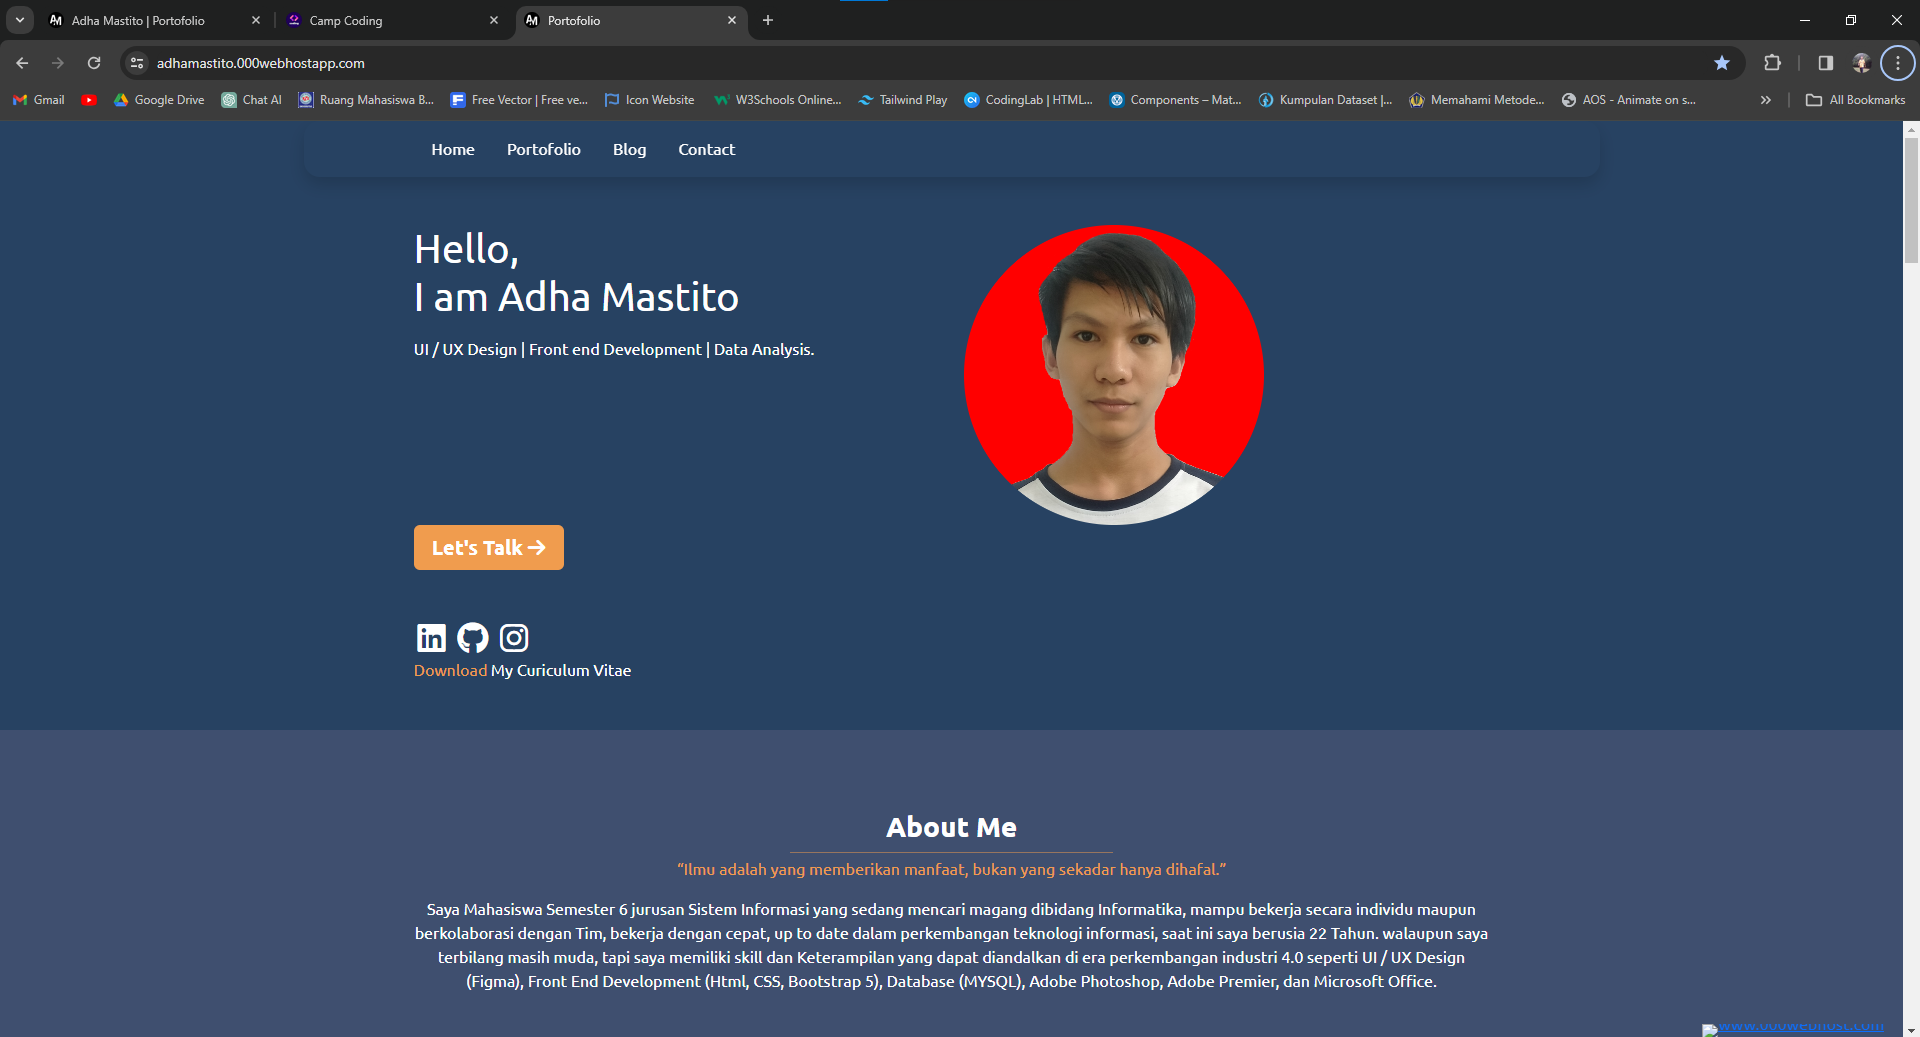 Adha Mastito | Portofolio
Camp Coding
Portofolio
adhamastito.000webhostapp.com
Gmail
Google Drive
Chat AI
Ruang Mahasiswa B...
Free Vector | Free ve...
Icon Website
W3Schools Online...
Tailwind Play
CodingLab | HTML...
Components – Mat...
Kumpulan Dataset |...
Memahami Metode...
AOS - Animate on s...
All Bookmarks
Home
Portofolio
Blog
Contact
Hello,
I am Adha Mastito
UI / UX Design | Front end Development | Data Analysis.
Let's Talk →
Download My Curiculum Vitae
About Me
“Ilmu adalah yang memberikan manfaat, bukan yang sekadar hanya dihafal.”
Saya Mahasiswa Semester 6 jurusan Sistem Informasi yang sedang mencari magang dibidang Informatika, mampu bekerja secara individu maupun
berkolaborasi dengan Tim, bekerja dengan cepat, up to date dalam perkembangan teknologi informasi, saat ini saya berusia 22 Tahun. walaupun saya
terbilang masih muda, tapi saya memiliki skill dan Keterampilan yang dapat diandalkan di era perkembangan industri 4.0 seperti UI / UX Design
(Figma), Front End Development (Html, CSS, Bootstrap 5), Database (MYSQL), Adobe Photoshop, Adobe Premier, dan Microsoft Office.
www.000webhost.com